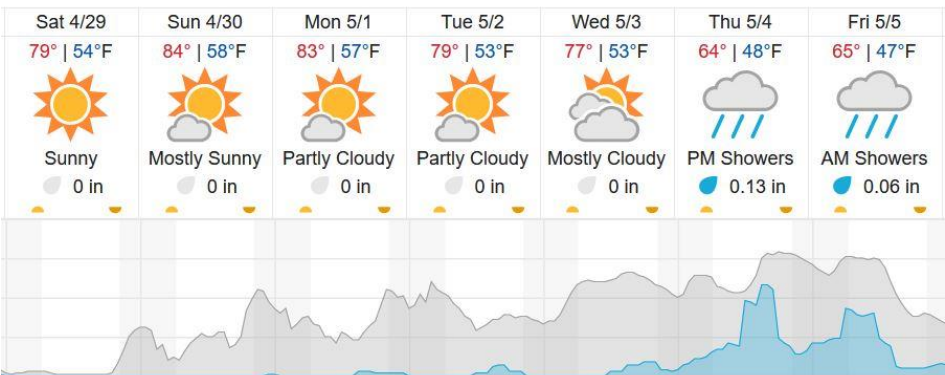 Sat 4/29 Sun 4/30 Mon 5/1 Tue 5/2 Wed 5/3 Thu 5/4 Fri 5/5
79° | 54°F 84° | 58°F 83° | 57°F 79° | 53°F 77° | 53°F 64° | 48°F 65° | 47°F
Sunny Mostly Sunny Partly Cloudy Partly Cloudy Mostly Cloudy PM Showers AM Showers
0 in 0 in 0 in 0 in 0 in 0.13 in 0.06 in